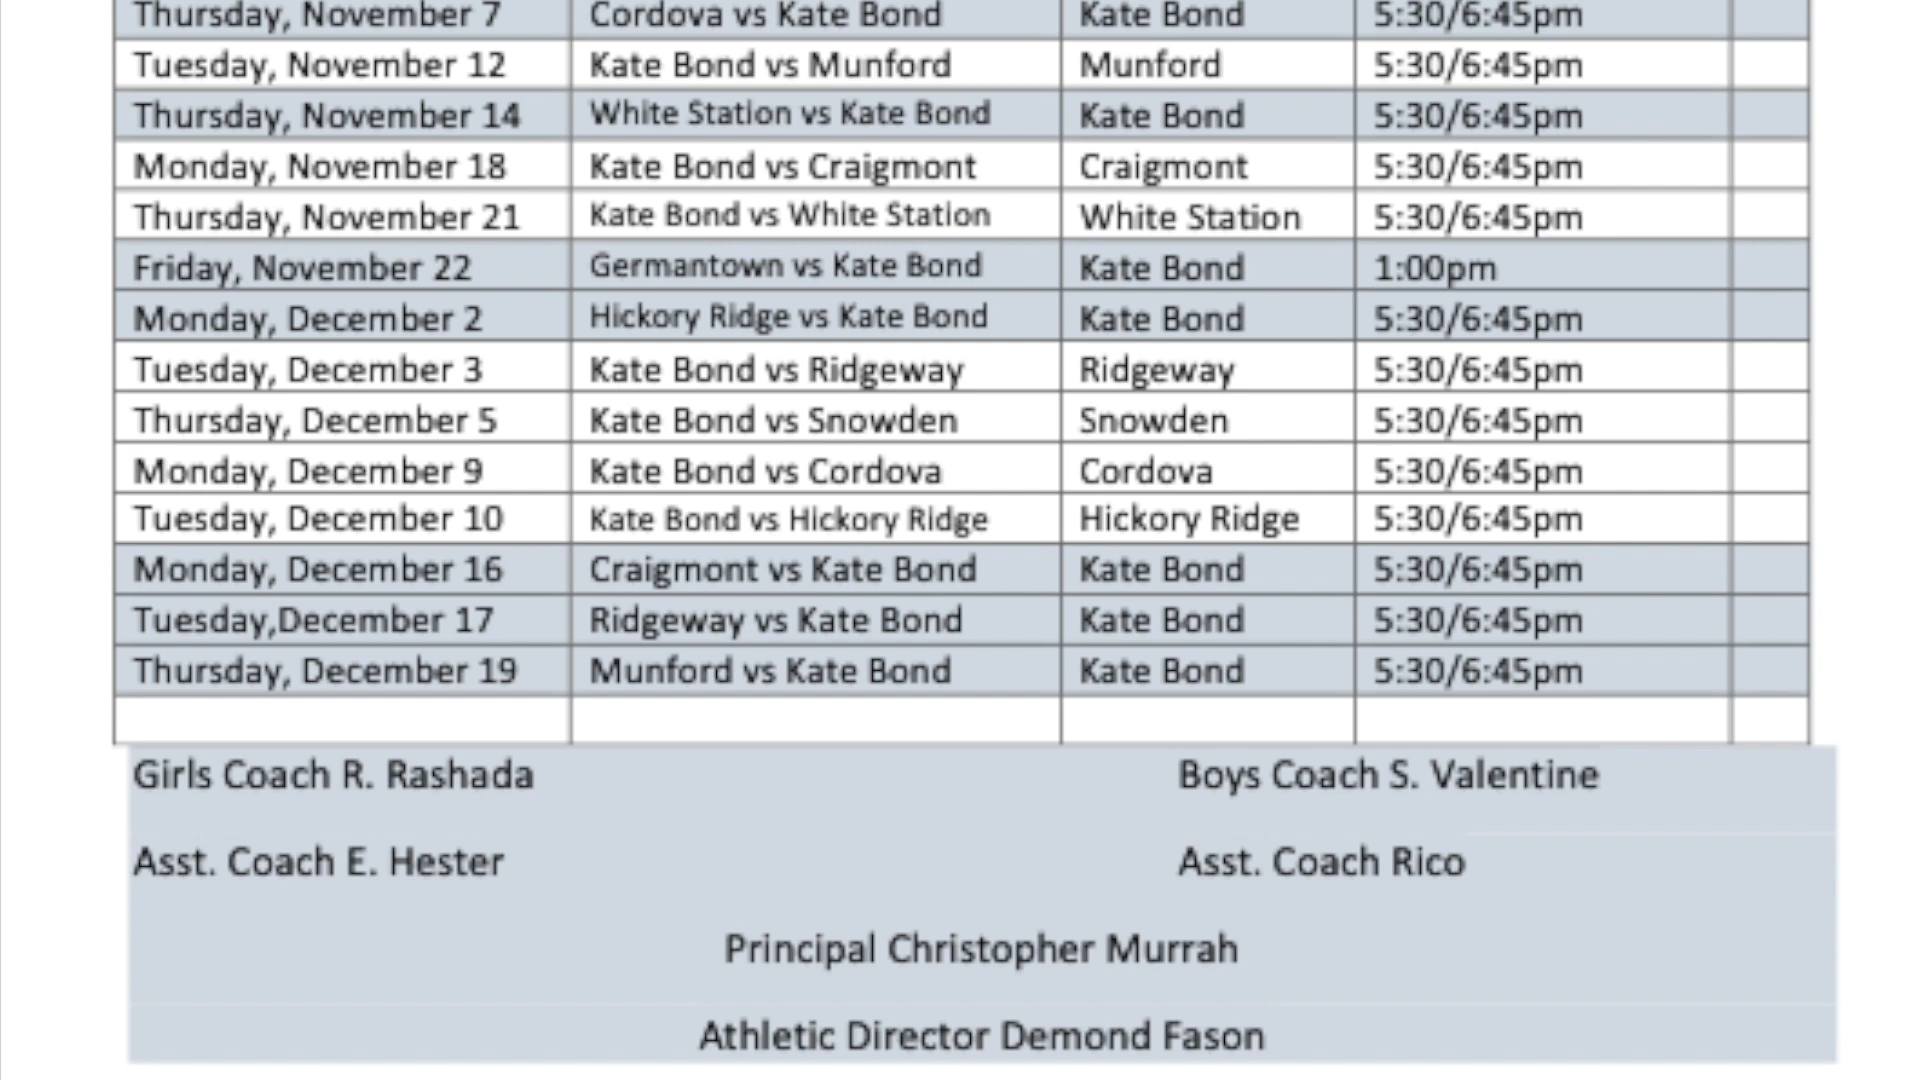 Thursday, November 7 Cordova vs Kate Bond Kate Bond 5:30/6:45pm
Tuesday, November 12 Kate Bond vs Munford Munford 5:30/6:45pm
Thursday, November 14 White Station vs Kate Bond Kate Bond 5:30/6:45pm
Monday, November 18 Kate Bond vs Craigmont Craigmont 5:30/6:45pm
Thursday, November 21 Kate Bond vs White Station White Station 5:30/6:45pm
Friday, November 22 Germantown vs Kate Bond Kate Bond 1:00pm
Monday, December 2 Hickory Ridge vs Kate Bond Kate Bond 5:30/6:45pm
Tuesday, December 3 Kate Bond vs Ridgeway Ridgeway 5:30/6:45pm
Thursday, December 5 Kate Bond vs Snowden Snowden 5:30/6:45pm
Monday, December 9 Kate Bond vs Cordova Cordova 5:30/6:45pm
Tuesday, December 10 Kate Bond vs Hickory Ridge Hickory Ridge 5:30/6:45pm
Monday, December 16 Craigmont vs Kate Bond Kate Bond 5:30/6:45pm
Tuesday,December 17 Ridgeway vs Kate Bond Kate Bond 5:30/6:45pm
Thursday, December 19 Munford vs Kate Bond Kate Bond 5:30/6:45pm
Girls Coach R. Rashada Boys Coach S. Valentine
Asst. Coach E. Hester Asst. Coach Rico
Principal Christopher Murrah
Athletic Director Demond Fason